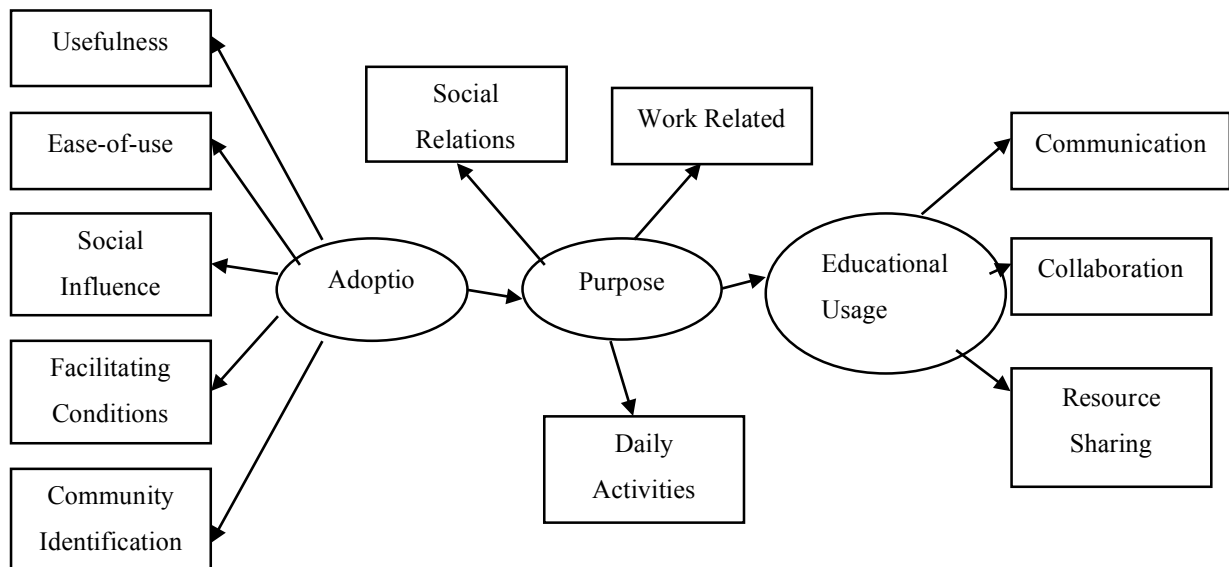 Usefulness
Ease-of-use
Social
Influence
Facilitating
Conditions
Community
Identification
Adoptio
Social
Relations
Work Related
Purpose
Daily
Activities
Educational
Usage
Communication
Collaboration
Resource
Sharing